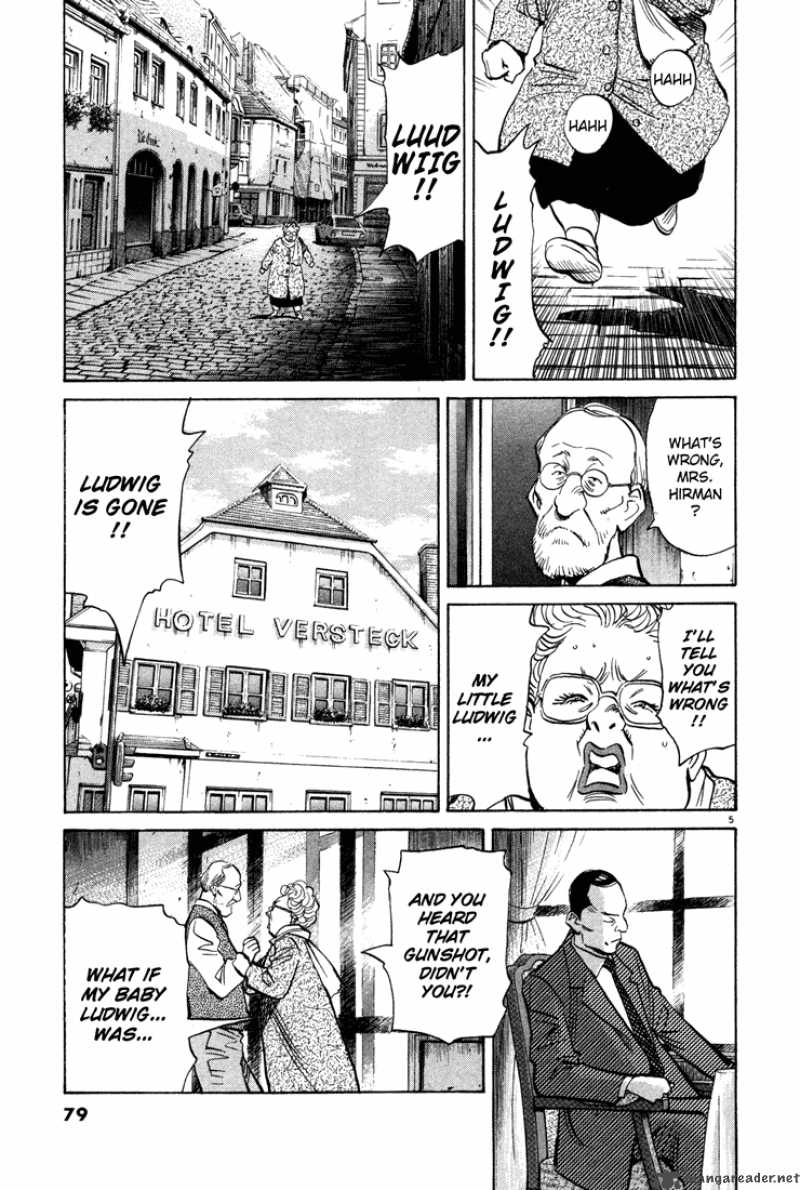 HAHH
HAHH
LUDWIG!!
LUUD
WIIG
!!
WHAT'S
WRONG,
MRS.
HIRMAN
?
I'LL
TELL
YOU
WHAT'S
WRONG
!!
MY
LITTLE
LUDWIG
...
LUDWIG
IS GONE
!!
HOTEL VERSTECK
5
AND YOU
HEARD
THAT
GUNSHOT,
DIDN'T
YOU?!
WHAT IF
MY BABY
LUDWIG...
WAS...
79
mangareader.net